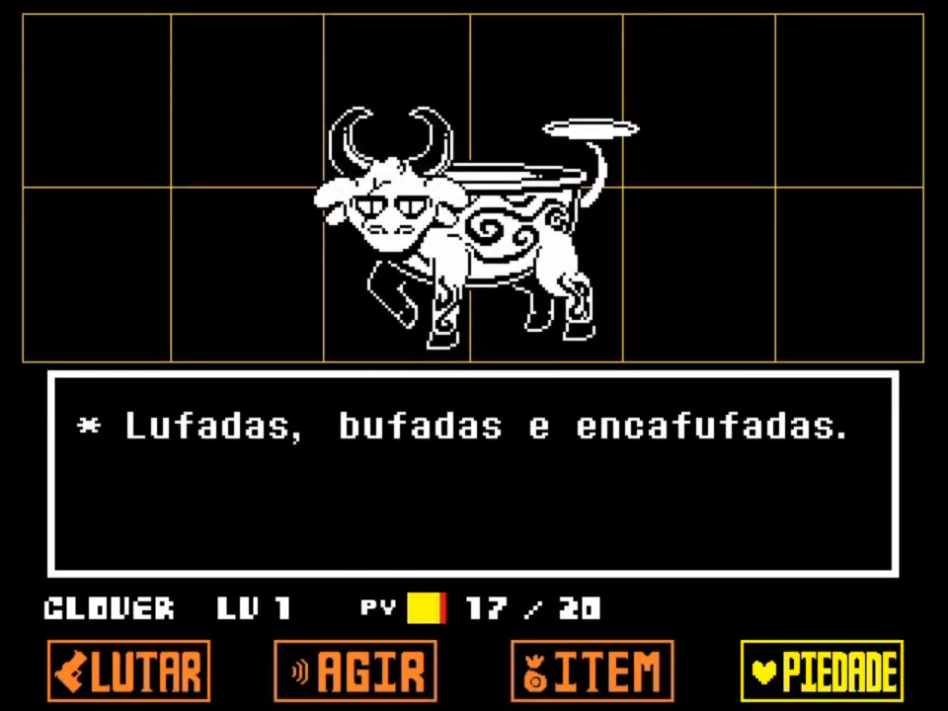 * Lufadas, bufadas e encafufadas.
CLOVER LV 1 PV 17 / 20
LUTAR AGIR ITEM PIEDADE